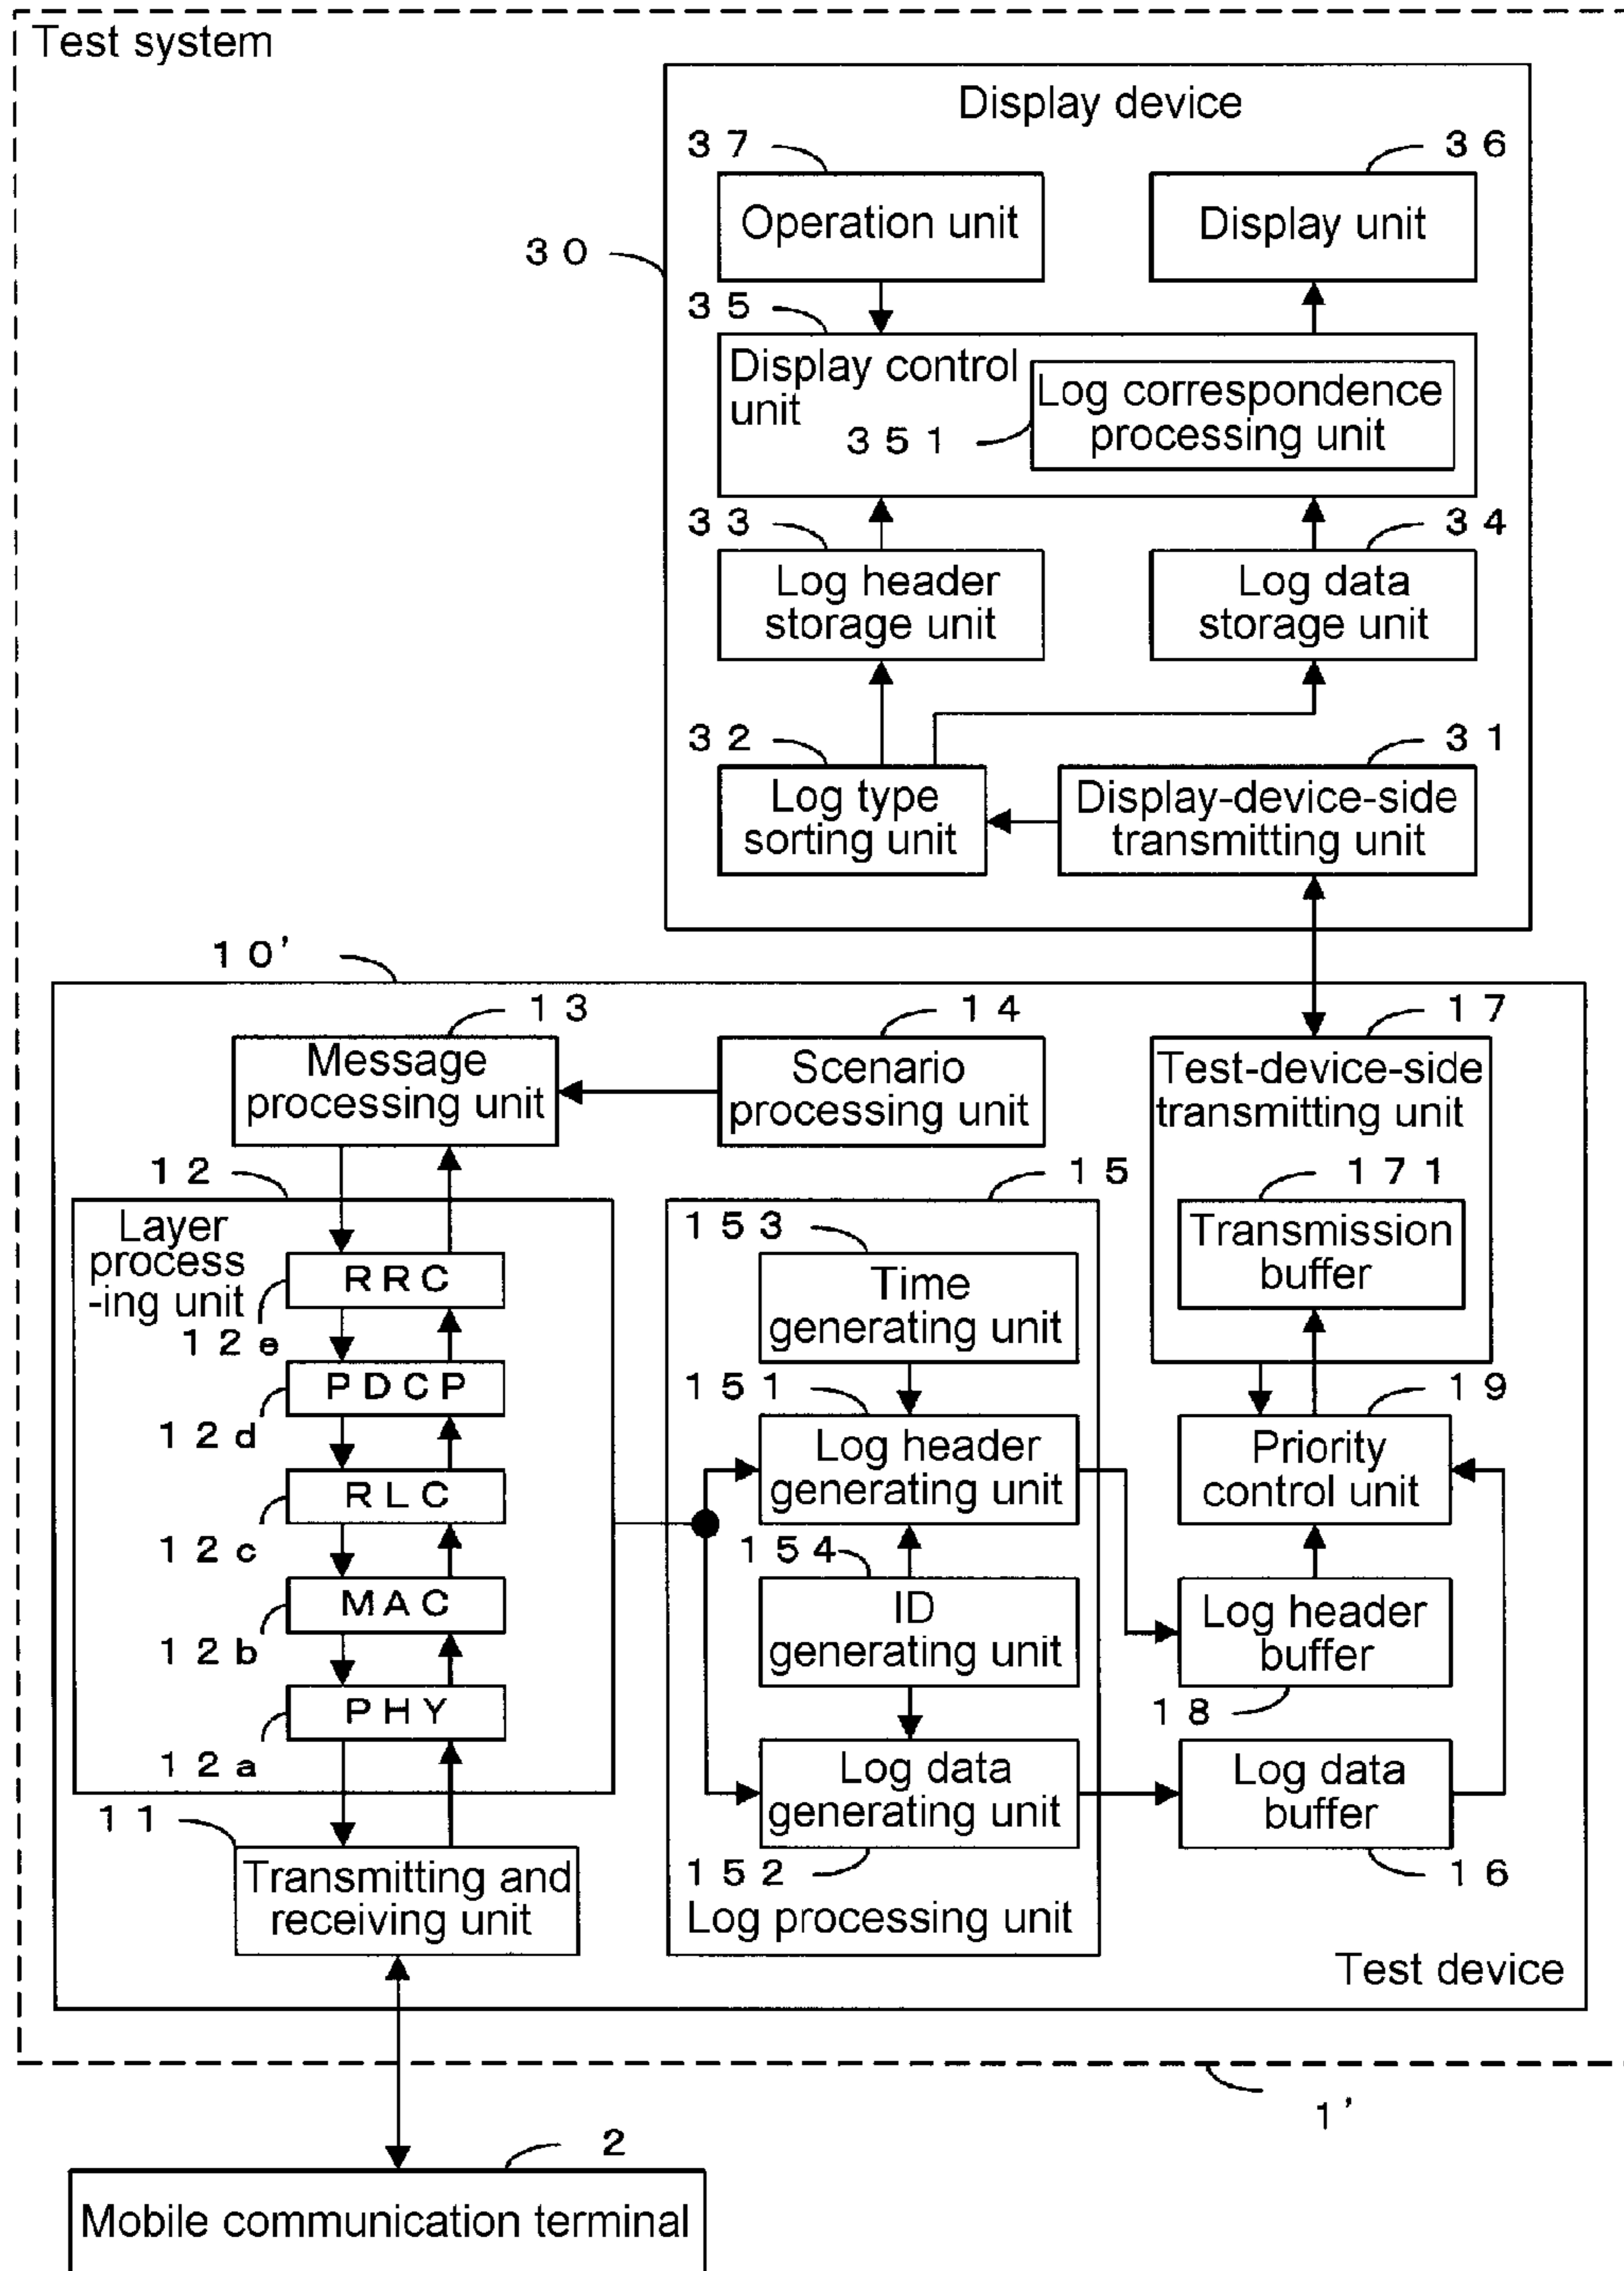 Test system
Display device
37
36
Operation unit
Display unit
30
35
Display control
unit
Log correspondence
processing unit
351
33
34
Log header
storage unit
Log data
storage unit
32
31
Log type
sorting unit
Display-device-side
transmitting unit
10'
13
14
17
Message
processing unit
Scenario
processing unit
Test-device-side
transmitting unit
12
15
171
Layer
process
-ing unit
153
Transmission
buffer
RRC
12e
Time
generating unit
PDCP
12d
151
19
Log header
generating unit
Priority
control unit
RLC
12c
154
MAC
12b
ID
generating unit
Log header
buffer
18
PHY
12a
Log data
generating unit
Log data
buffer
11
152
16
Transmitting and
receiving unit
Log processing unit
Test device
1'
2
Mobile communication terminal